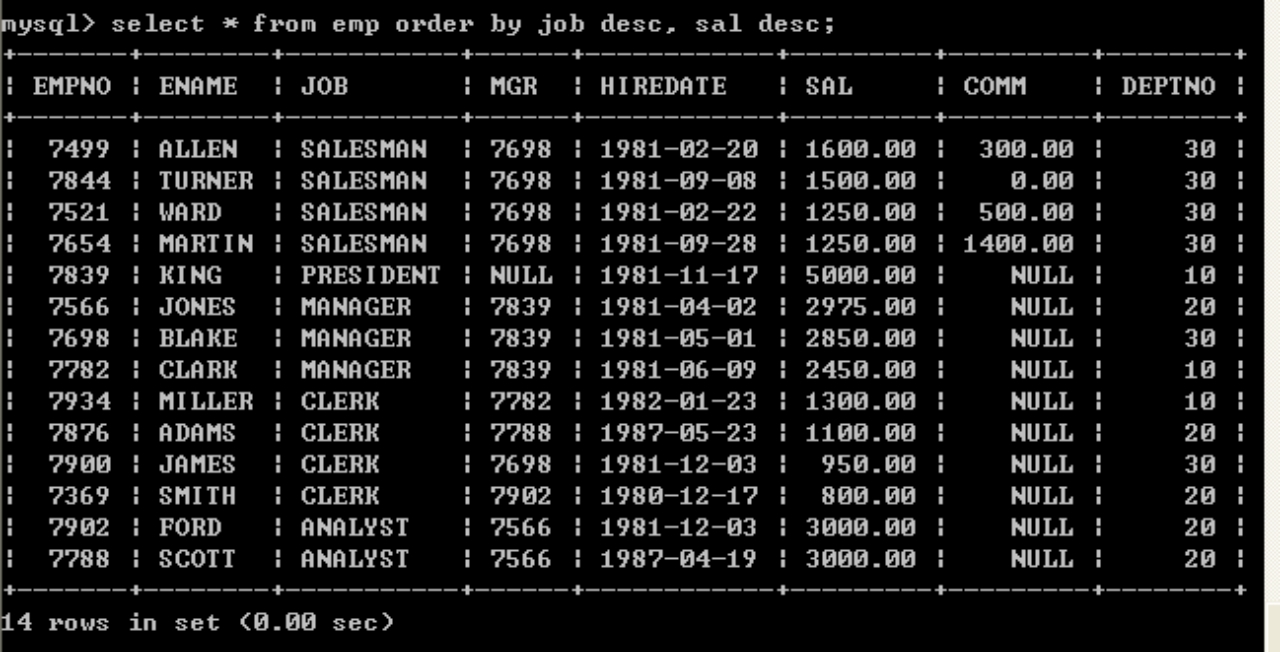 mysql> select * from emp order by job desc, sal desc;
+-------+--------+-----------+------+------------+---------+---------+--------+
| EMPNO | ENAME  | JOB       | MGR  | HIREDATE   | SAL     | COMM    | DEPTNO |
+-------+--------+-----------+------+------------+---------+---------+--------+
|  7499 | ALLEN  | SALESMAN  | 7698 | 1981-02-20 | 1600.00 |  300.00 |     30 |
|  7844 | TURNER | SALESMAN  | 7698 | 1981-09-08 | 1500.00 |    0.00 |     30 |
|  7521 | WARD   | SALESMAN  | 7698 | 1981-02-22 | 1250.00 |  500.00 |     30 |
|  7654 | MARTIN | SALESMAN  | 7698 | 1981-09-28 | 1250.00 | 1400.00 |     30 |
|  7839 | KING   | PRESIDENT | NULL | 1981-11-17 | 5000.00 |    NULL |     10 |
|  7566 | JONES  | MANAGER   | 7839 | 1981-04-02 | 2975.00 |    NULL |     20 |
|  7698 | BLAKE  | MANAGER   | 7839 | 1981-05-01 | 2850.00 |    NULL |     30 |
|  7782 | CLARK  | MANAGER   | 7839 | 1981-06-09 | 2450.00 |    NULL |     10 |
|  7934 | MILLER | CLERK     | 7782 | 1982-01-23 | 1300.00 |    NULL |     10 |
|  7876 | ADAMS  | CLERK     | 7788 | 1987-05-23 | 1100.00 |    NULL |     20 |
|  7900 | JAMES  | CLERK     | 7698 | 1981-12-03 |  950.00 |    NULL |     30 |
|  7369 | SMITH  | CLERK     | 7902 | 1980-12-17 |  800.00 |    NULL |     20 |
|  7902 | FORD   | ANALYST   | 7566 | 1981-12-03 | 3000.00 |    NULL |     20 |
|  7788 | SCOTT  | ANALYST   | 7566 | 1987-04-19 | 3000.00 |    NULL |     20 |
+-------+--------+-----------+------+------------+---------+---------+--------+
14 rows in set (0.00 sec)